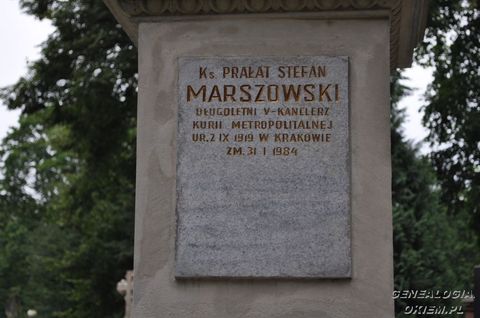 Ks. PRAŁAT STEFAN
MARSZOWSKI
DŁUGOLETNI V-KANCLERZ
KURII METROPOLITALNEJ
UR. 2 IX 1919 W KRAKOWIE
ZM. 31 I 1984
GENEALOGIA.
OKIEM.PL